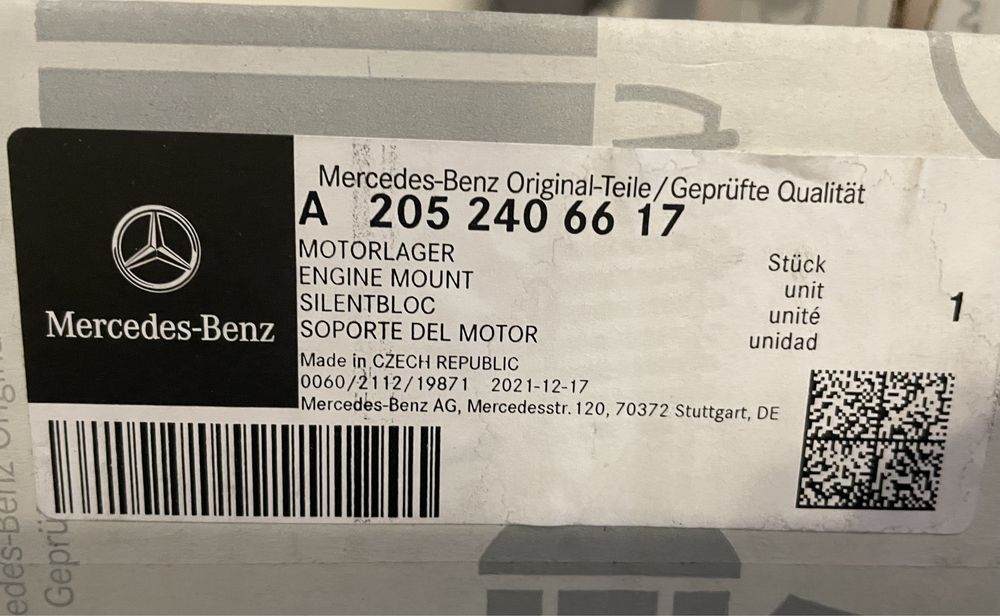 Mercedes-Benz Original-Teile/Geprüfte Qualität
A 205 240 66 17
MOTORLAGER
ENGINE MOUNT
SILENTBLOC
SOPORTE DEL MOTOR
Stück
unit
unité
unidad
1
Mercedes-Benz
Made in CZECH REPUBLIC
0060/2112/19871 2021-12-17
Mercedes-Benz AG, Mercedesstr. 120, 70372 Stuttgart, DE